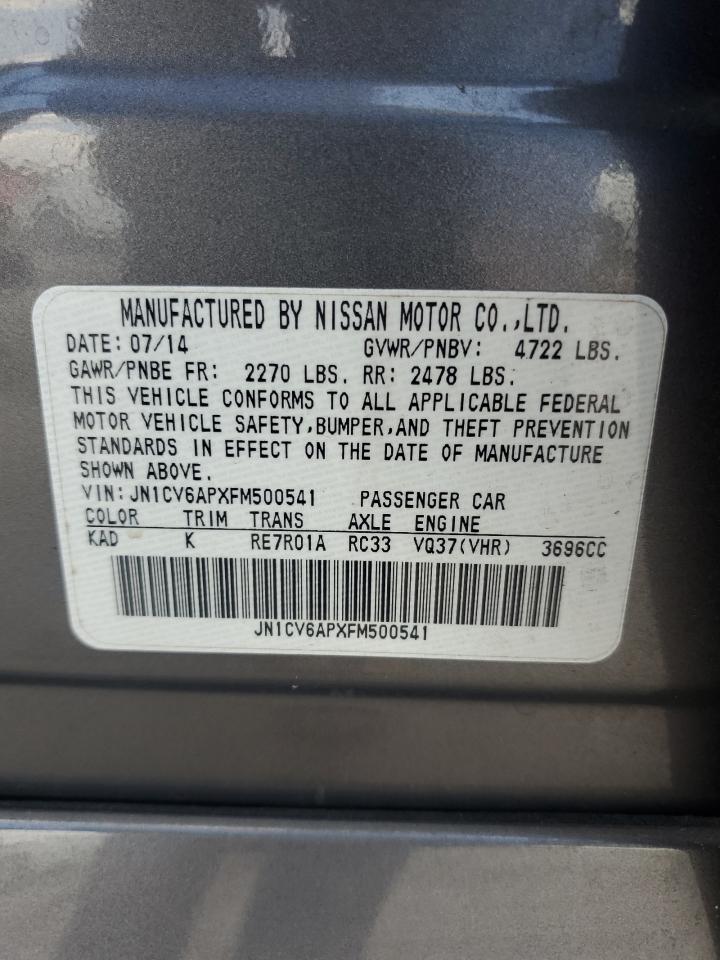 MANUFACTURED BY NISSAN MOTOR CO.,LTD.
DATE: 07/14 GVWR/PNBV: 4722 LBS.
GAWR/PNBE FR: 2270 LBS. RR: 2478 LBS.
THIS VEHICLE CONFORMS TO ALL APPLICABLE FEDERAL
MOTOR VEHICLE SAFETY,BUMPER,AND THEFT PREVENTION
STANDARDS IN EFFECT ON THE DATE OF MANUFACTURE
SHOWN ABOVE.
VIN: JN1CV6APXFM500541 PASSENGER CAR
COLOR TRIM TRANS AXLE ENGINE
KAD K RE7R01A RC33 VQ37(VHR) 3696CC
JN1CV6APXFM500541